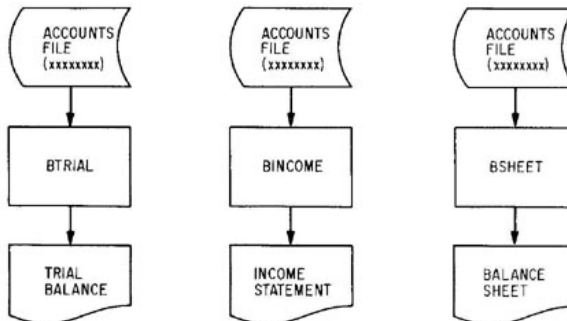 ACCOUNTS
FILE
(xxxxxxxx)
BTRIAL
TRIAL
BALANCE
ACCOUNTS
FILE
(xxxxxxxx)
BINCOME
INCOME
STATEMENT
ACCOUNTS
FILE
(xxxxxxxx)
BSHEET
BALANCE
SHEET